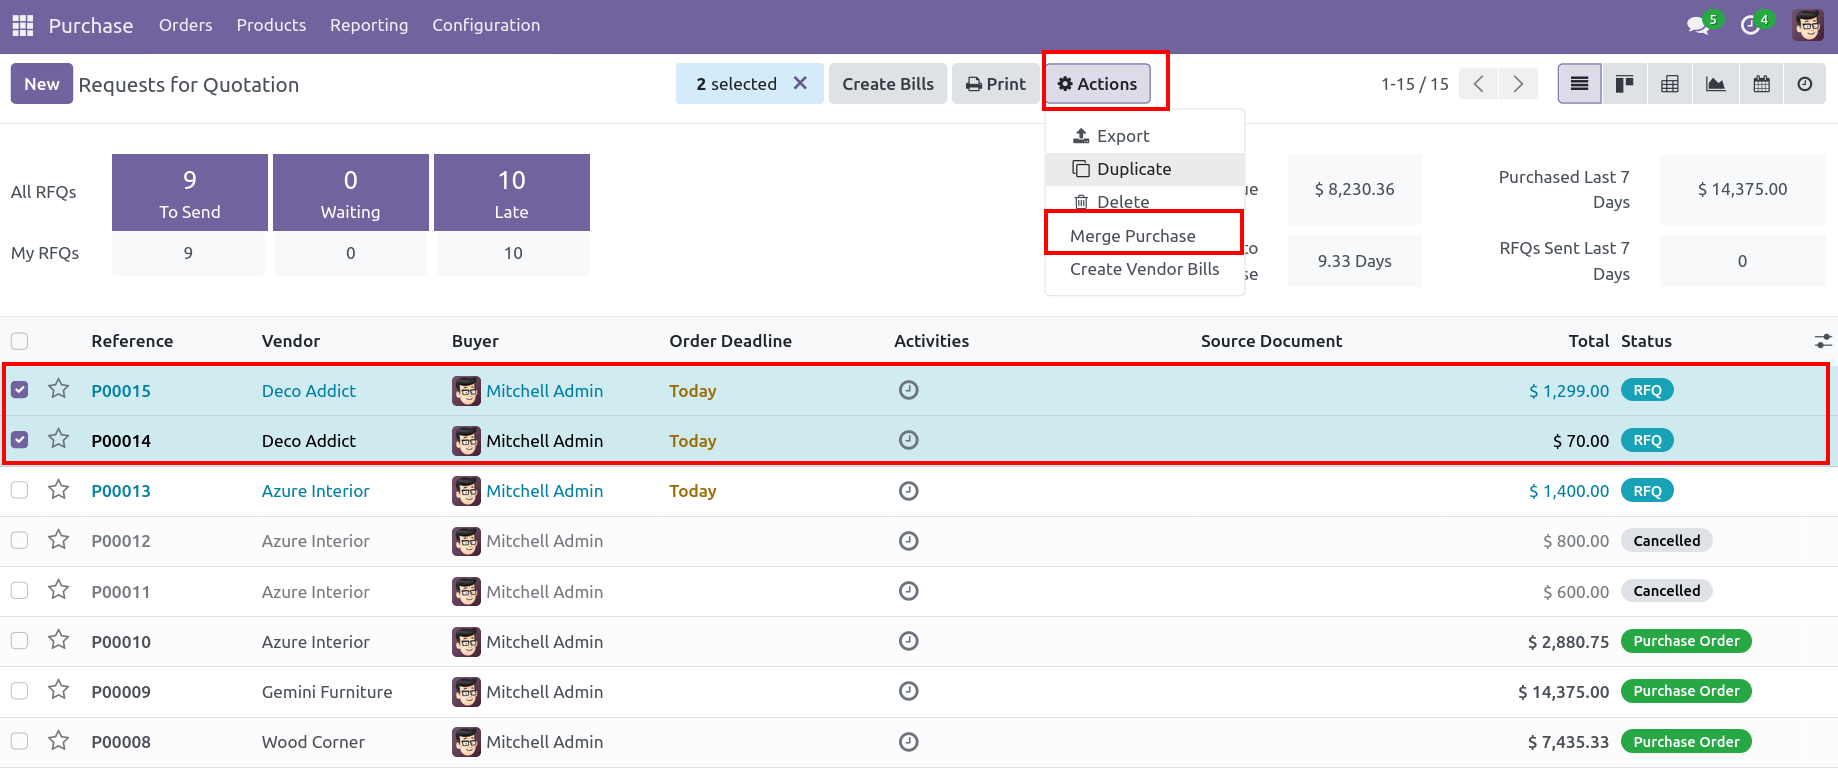 Purchase Orders Products Reporting Configuration 5 4
New Requests for Quotation 2 selected Create Bills Print Actions 1-15 / 15
Export
Duplicate
Delete
Merge Purchase
Create Vendor Bills
All RFQs 9 To Send 0 Waiting 10 Late
My RFQs 9 0 10
ue $ 8,230.36 Purchased Last 7 Days $ 14,375.00
to
se 9.33 Days RFQs Sent Last 7 Days 0
Reference Vendor Buyer Order Deadline Activities Source Document Total Status
P00015 Deco Addict Mitchell Admin Today $ 1,299.00 RFQ
P00014 Deco Addict Mitchell Admin Today $ 70.00 RFQ
P00013 Azure Interior Mitchell Admin Today $ 1,400.00 RFQ
P00012 Azure Interior Mitchell Admin $ 800.00 Cancelled
P00011 Azure Interior Mitchell Admin $ 600.00 Cancelled
P00010 Azure Interior Mitchell Admin $ 2,880.75 Purchase Order
P00009 Gemini Furniture Mitchell Admin $ 14,375.00 Purchase Order
P00008 Wood Corner Mitchell Admin $ 7,435.33 Purchase Order